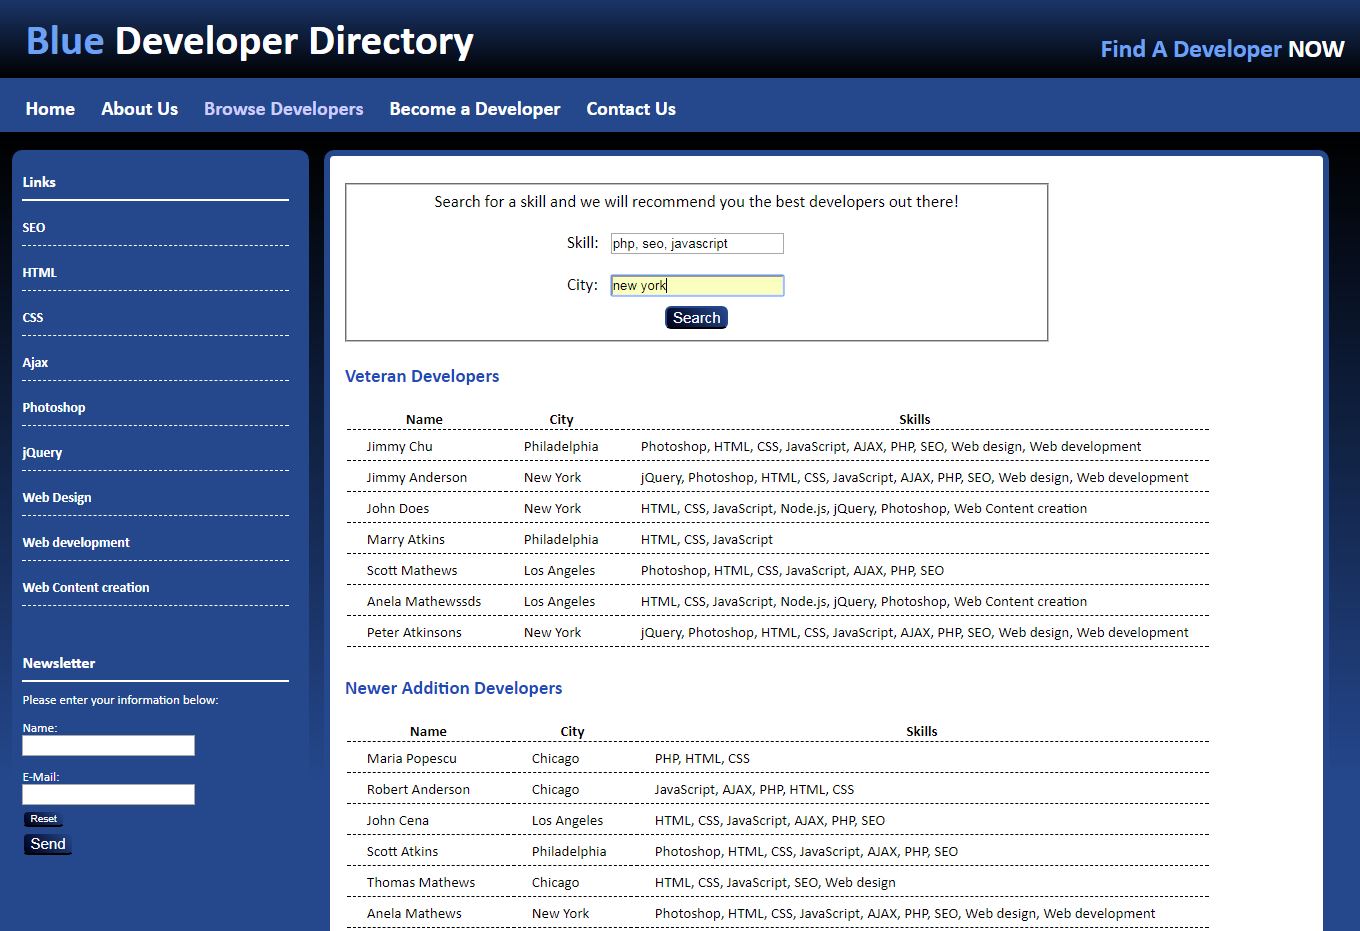 Blue Developer Directory
Find A Developer NOW
Home About Us Browse Developers Become a Developer Contact Us
Links
SEO
HTML
CSS
Ajax
Photoshop
jQuery
Web Design
Web development
Web Content creation
Newsletter
Please enter your information below:
Name:
E-Mail:
Reset
Send
Search for a skill and we will recommend you the best developers out there!
Skill: php, seo, javascript
City: new york
Search
Veteran Developers
Name City Skills
Jimmy Chu Philadelphia Photoshop, HTML, CSS, JavaScript, AJAX, PHP, SEO, Web design, Web development
Jimmy Anderson New York jQuery, Photoshop, HTML, CSS, JavaScript, AJAX, PHP, SEO, Web design, Web development
John Does New York HTML, CSS, JavaScript, Node.js, jQuery, Photoshop, Web Content creation
Marry Atkins Philadelphia HTML, CSS, JavaScript
Scott Mathews Los Angeles Photoshop, HTML, CSS, JavaScript, AJAX, PHP, SEO
Anela Mathewssds Los Angeles HTML, CSS, JavaScript, Node.js, jQuery, Photoshop, Web Content creation
Peter Atkinsons New York jQuery, Photoshop, HTML, CSS, JavaScript, AJAX, PHP, SEO, Web design, Web development
Newer Addition Developers
Name City Skills
Maria Popescu Chicago PHP, HTML, CSS
Robert Anderson Chicago JavaScript, AJAX, PHP, HTML, CSS
John Cena Los Angeles HTML, CSS, JavaScript, AJAX, PHP, SEO
Scott Atkins Philadelphia Photoshop, HTML, CSS, JavaScript, AJAX, PHP, SEO
Thomas Mathews Chicago HTML, CSS, JavaScript, SEO, Web design
Anela Mathews New York Photoshop, HTML, CSS, JavaScript, AJAX, PHP, SEO, Web design, Web development